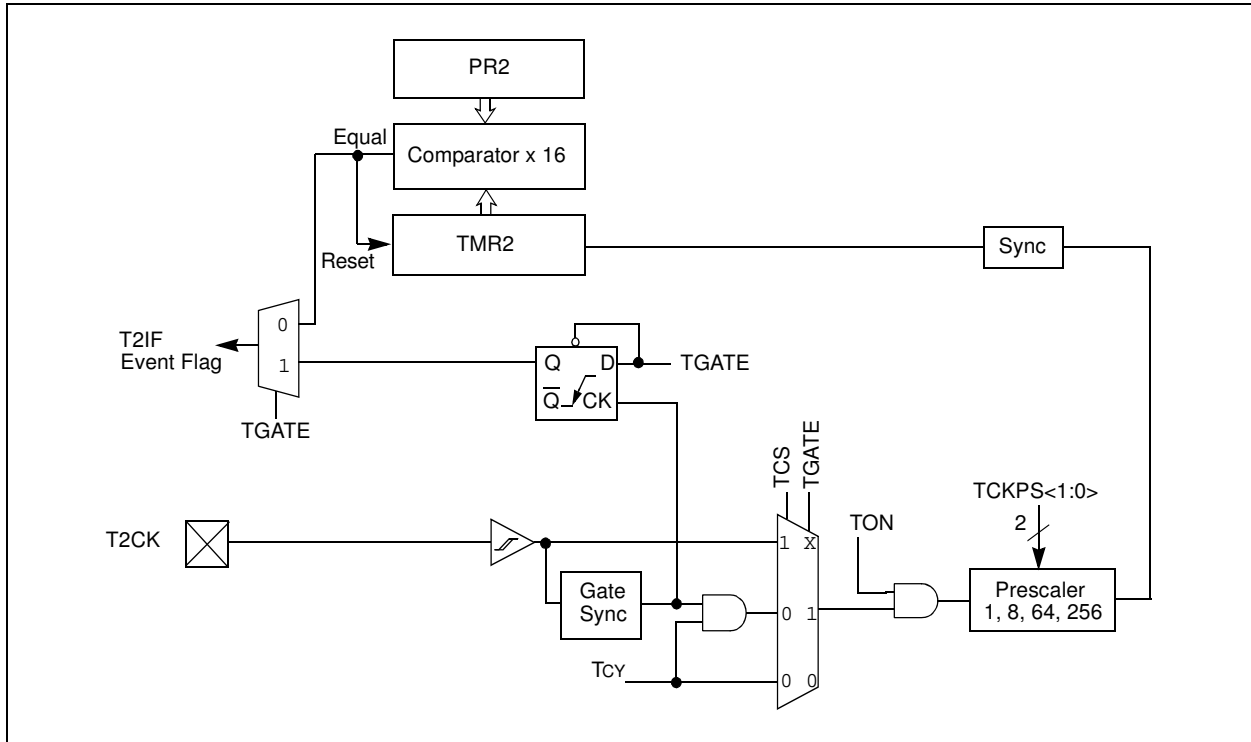 PR2
Equal
Comparator x 16
TMR2
Reset
Sync
T2IF
Event Flag
0
1
TGATE
Q
D
TGATE
Q̅
CK
TCS
TGATE
T2CK
1 X
TON
TCKPS<1:0>
2
Gate
Sync
0 1
Prescaler
1, 8, 64, 256
TCY
0 0